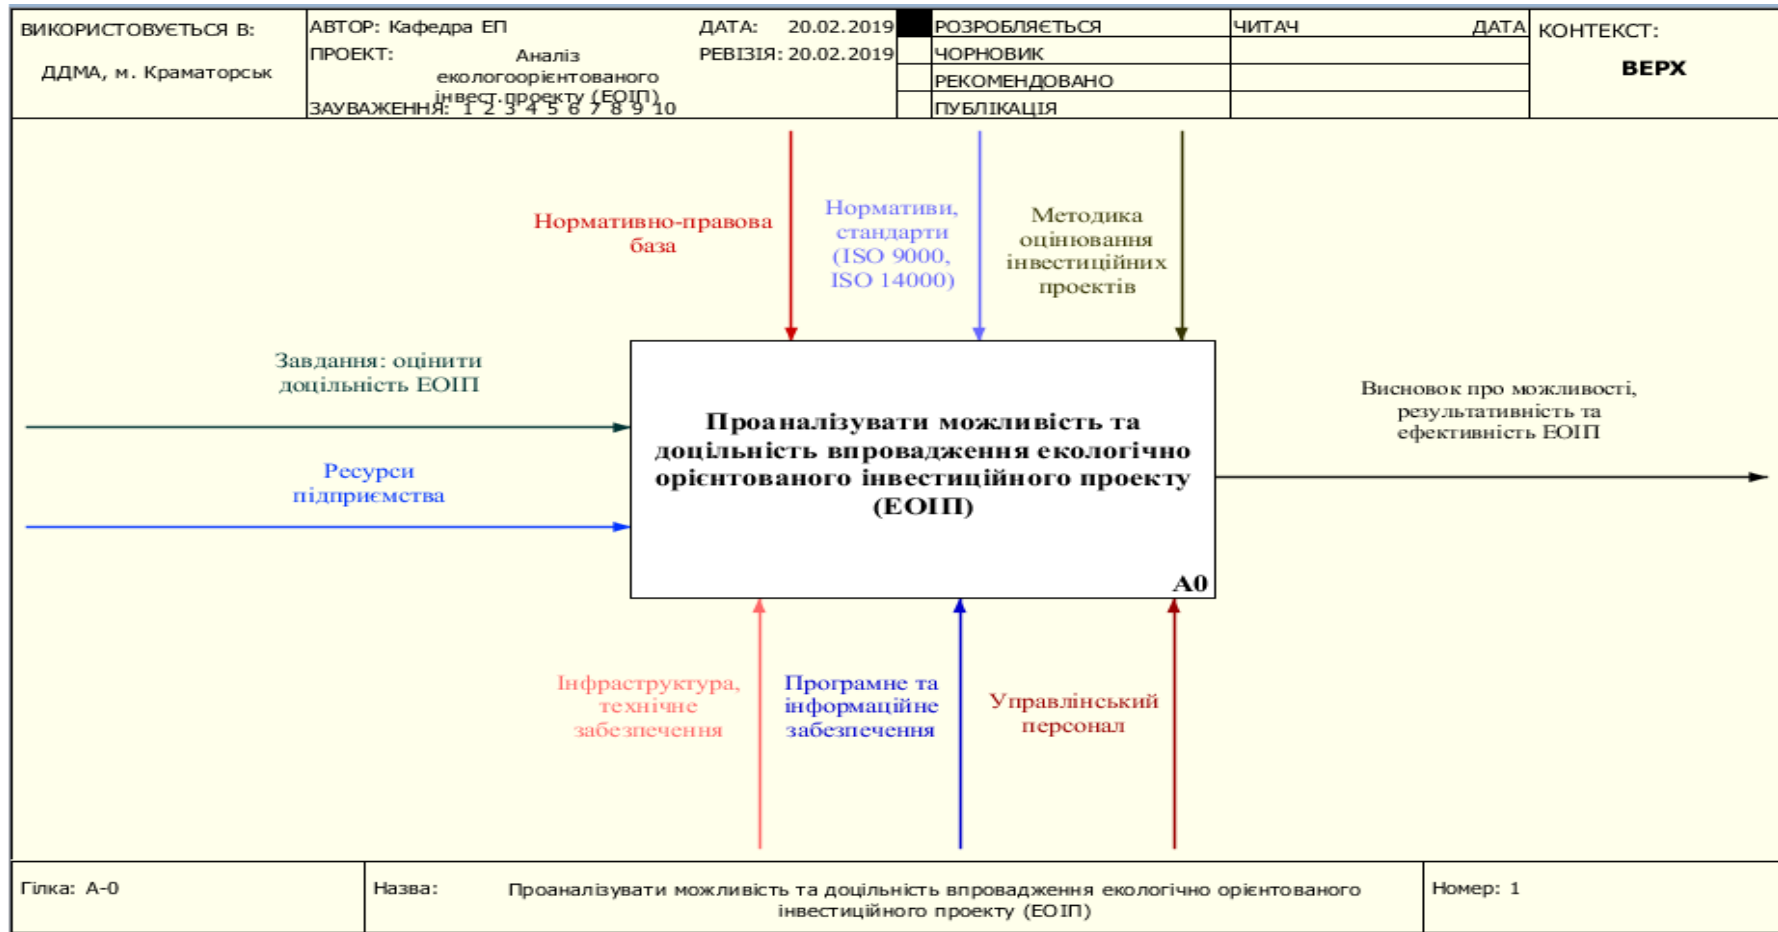 ВИКОРИСТОВУЄТЬСЯ В:
ДДМА, м. Краматорськ
АВТОР: Кафедра ЕП
ДАТА: 20.02.2019
ПРОЕКТ: Аналіз
екологоорієнтованого
інвест.проекту (ЕОІП)
РЕВІЗІЯ: 20.02.2019
ЗАУВАЖЕННЯ: 1 2 3 4 5 6 7 8 9 10
РОЗРОБЛЯЄТЬСЯ
ЧОРНОВИК
РЕКОМЕНДОВАНО
ПУБЛІКАЦІЯ
ЧИТАЧ ДАТА
КОНТЕКСТ:
ВЕРХ
Нормативно-правова
база
Нормативи,
стандарти
(ISO 9000,
ISO 14000)
Методика
оцінювання
інвестиційних
проектів
Завдання: оцінити
доцільність ЕОІП
Ресурси
підприємства
Проаналізувати можливість та
доцільність впровадження екологічно
орієнтованого інвестиційного проекту
(ЕОІП)
A0
Висновок про можливості,
результативність та
ефективність ЕОІП
Інфраструктура,
технічне
забезпечення
Програмне та
інформаційне
забезпечення
Управлінський
персонал
Гілка: A-0
Назва: Проаналізувати можливість та доцільність впровадження екологічно орієнтованого
інвестиційного проекту (ЕОІП)
Номер: 1